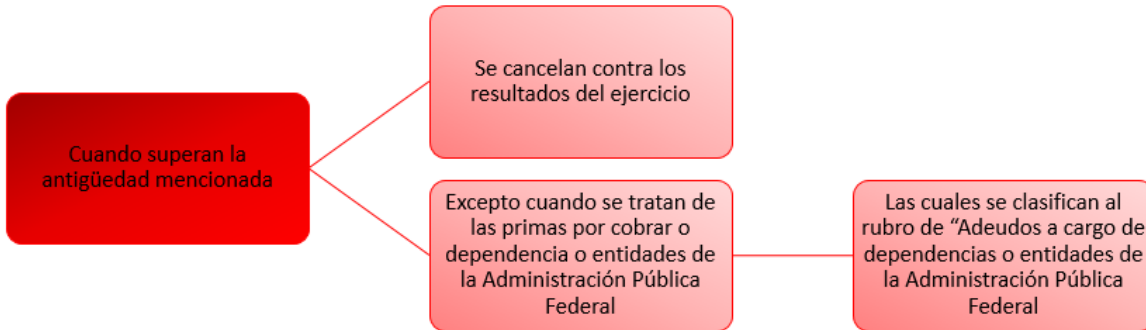 Cuando superan la
antigüedad mencionada
Se cancelan contra los
resultados del ejercicio
Excepto cuando se tratan de
las primas por cobrar o
dependencia o entidades de
la Administración Pública
Federal
Las cuales se clasifican al
rubro de “Adeudos a cargo de
dependencias o entidades de
la Administración Pública
Federal